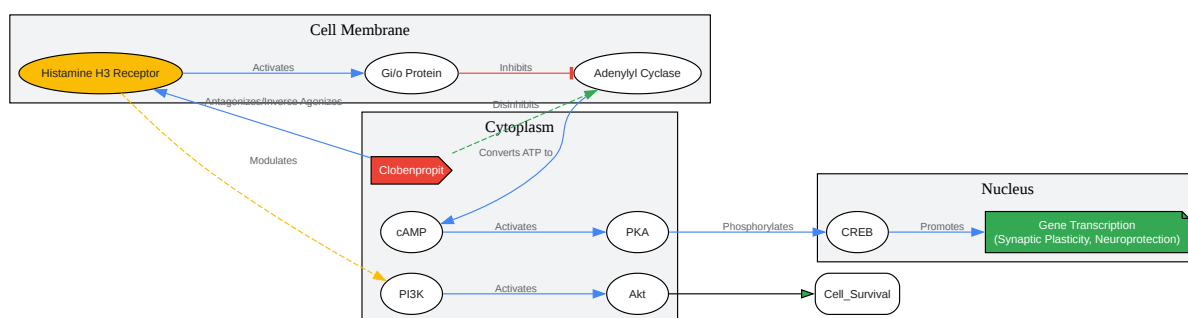 Cell Membrane
Histamine H3 Receptor
Activates
Gi/o Protein
Inhibits
Adenylyl Cyclase
Antagonizes/Inverse Agonizes
Disinhibits
Cytoplasm
Modulates
Clobenpropit
Converts ATP to
cAMP
Activates
PKA
Phosphorylates
Nucleus
CREB
Promotes
Gene Transcription
(Synaptic Plasticity, Neuroprotection)
PI3K
Activates
Akt
Cell_Survival